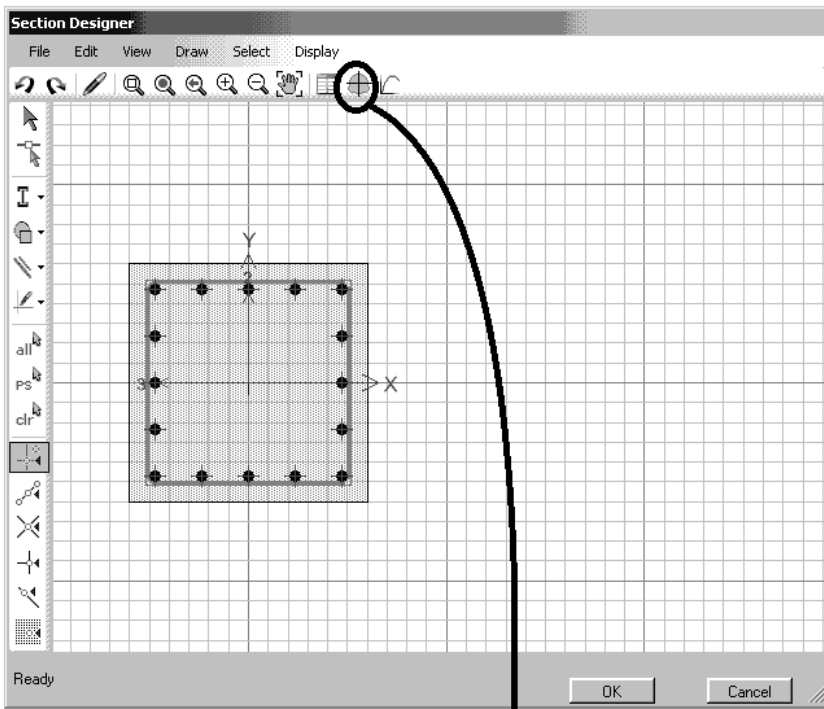 Section Designer
File Edit View Draw Select Display
all
PS
clr
Y
2
3
X
Ready
OK Cancel